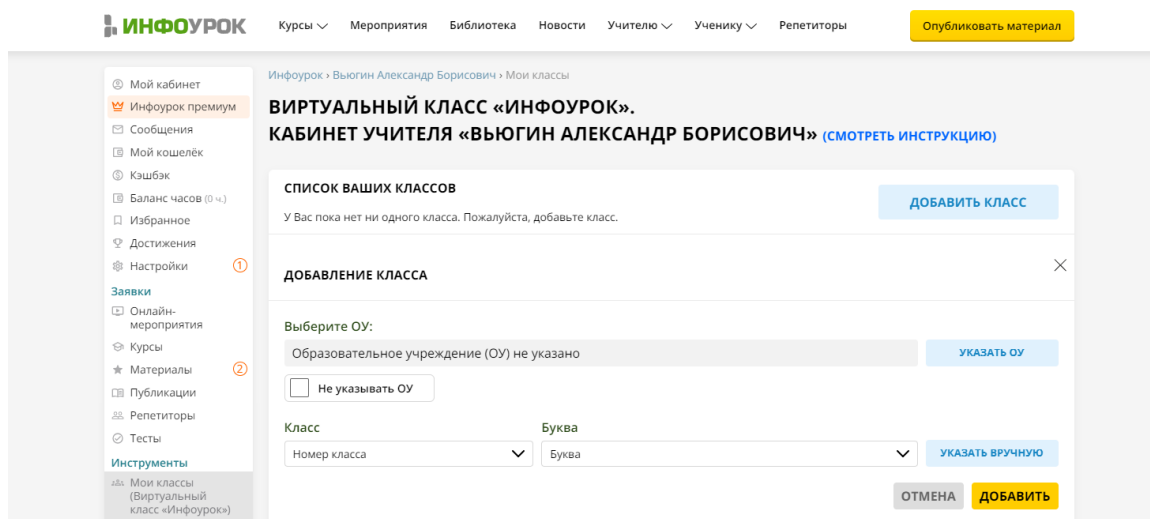 ИНФОУРОК
Курсы Мероприятия Библиотека Новости Учителю Ученику Репетиторы
Опубликовать материал
Мой кабинет
Инфоурок премиум
Сообщения
Мой кошелёк
Кэшбэк
Баланс часов (0 ч.)
Избранное
Достижения
Настройки 1
Заявки
Онлайн-
мероприятия
Курсы
Материалы 2
Публикации
Репетиторы
Тесты
Инструменты
Мои классы
(Виртуальный
класс «Инфоурок»)
Инфоурок › Вьюгин Александр Борисович › Мои классы
ВИРТУАЛЬНЫЙ КЛАСС «ИНФОУРОК».
КАБИНЕТ УЧИТЕЛЯ «ВЬЮГИН АЛЕКСАНДР БОРИСОВИЧ» (СМОТРЕТЬ ИНСТРУКЦИЮ)
СПИСОК ВАШИХ КЛАССОВ
У Вас пока нет ни одного класса. Пожалуйста, добавьте класс.
ДОБАВИТЬ КЛАСС
ДОБАВЛЕНИЕ КЛАССА
Выберите ОУ:
Образовательное учреждение (ОУ) не указано
УКАЗАТЬ ОУ
Не указывать ОУ
Класс Буква
Номер класса Буква УКАЗАТЬ ВРУЧНУЮ
ОТМЕНА ДОБАВИТЬ